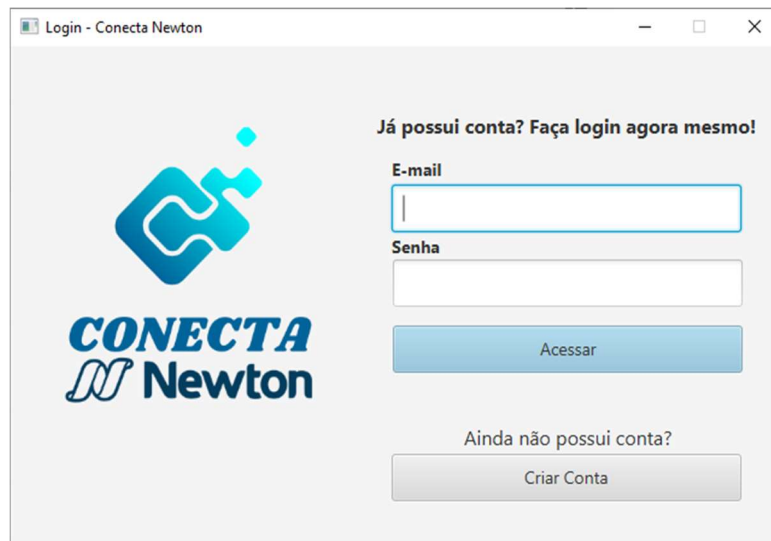 Login - Conecta Newton
Já possui conta? Faça login agora mesmo!
E-mail
Senha
Acessar
CONECTA
Newton
Ainda não possui conta?
Criar Conta